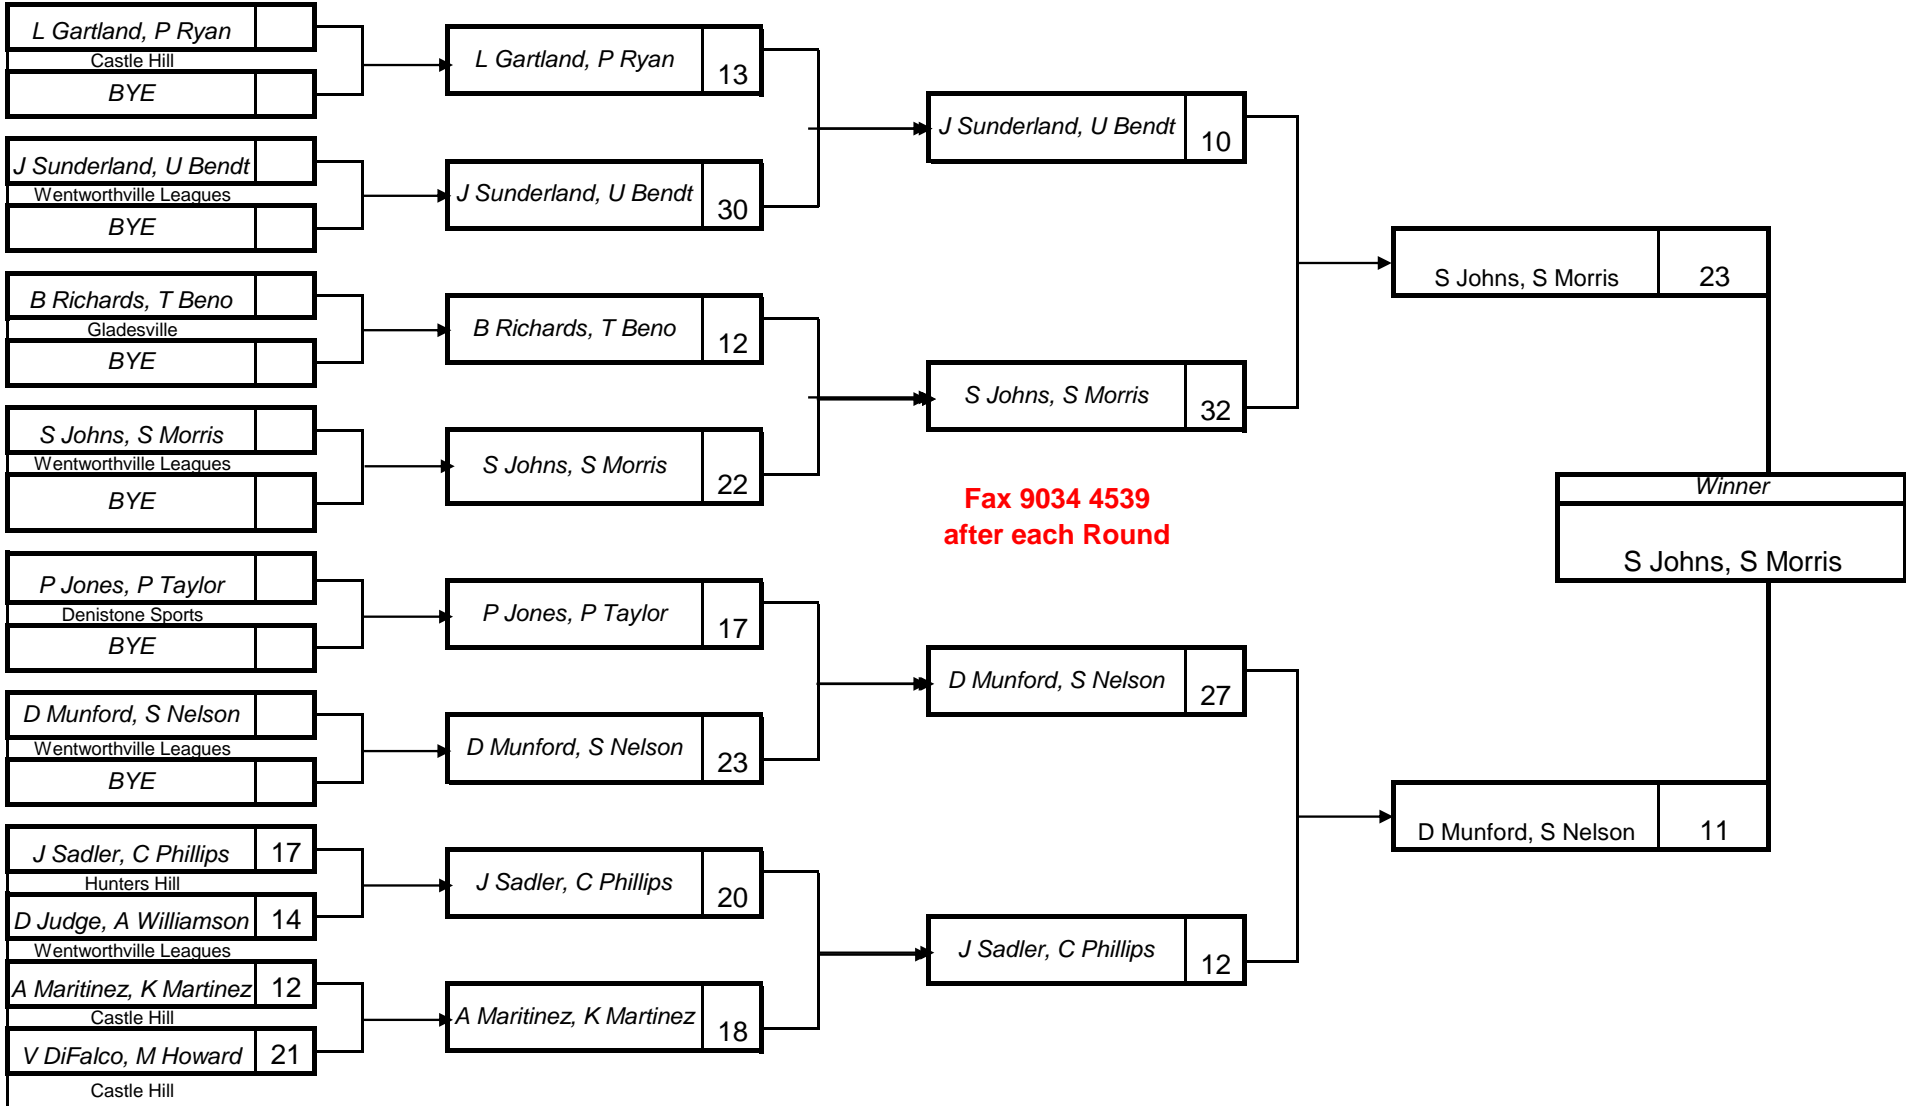 L Gartland, P Ryan
Castle Hill
BYE
J Sunderland, U Bendt
Wentworthville Leagues
BYE
B Richards, T Beno
Gladesville
BYE
S Johns, S Morris
Wentworthville Leagues
BYE
P Jones, P Taylor
Denistone Sports
BYE
D Munford, S Nelson
Wentworthville Leagues
BYE
J Sadler, C Phillips 17
Hunters Hill
D Judge, A Williamson 14
Wentworthville Leagues
A Maritinez, K Martinez 12
Castle Hill
V DiFalco, M Howard 21
Castle Hill
L Gartland, P Ryan 13
J Sunderland, U Bendt 30
B Richards, T Beno 12
S Johns, S Morris 22
P Jones, P Taylor 17
D Munford, S Nelson 23
J Sadler, C Phillips 20
A Maritinez, K Martinez 18
J Sunderland, U Bendt 10
S Johns, S Morris 32
Fax 9034 4539
after each Round
D Munford, S Nelson 27
J Sadler, C Phillips 12
S Johns, S Morris 23
D Munford, S Nelson 11
Winner
S Johns, S Morris